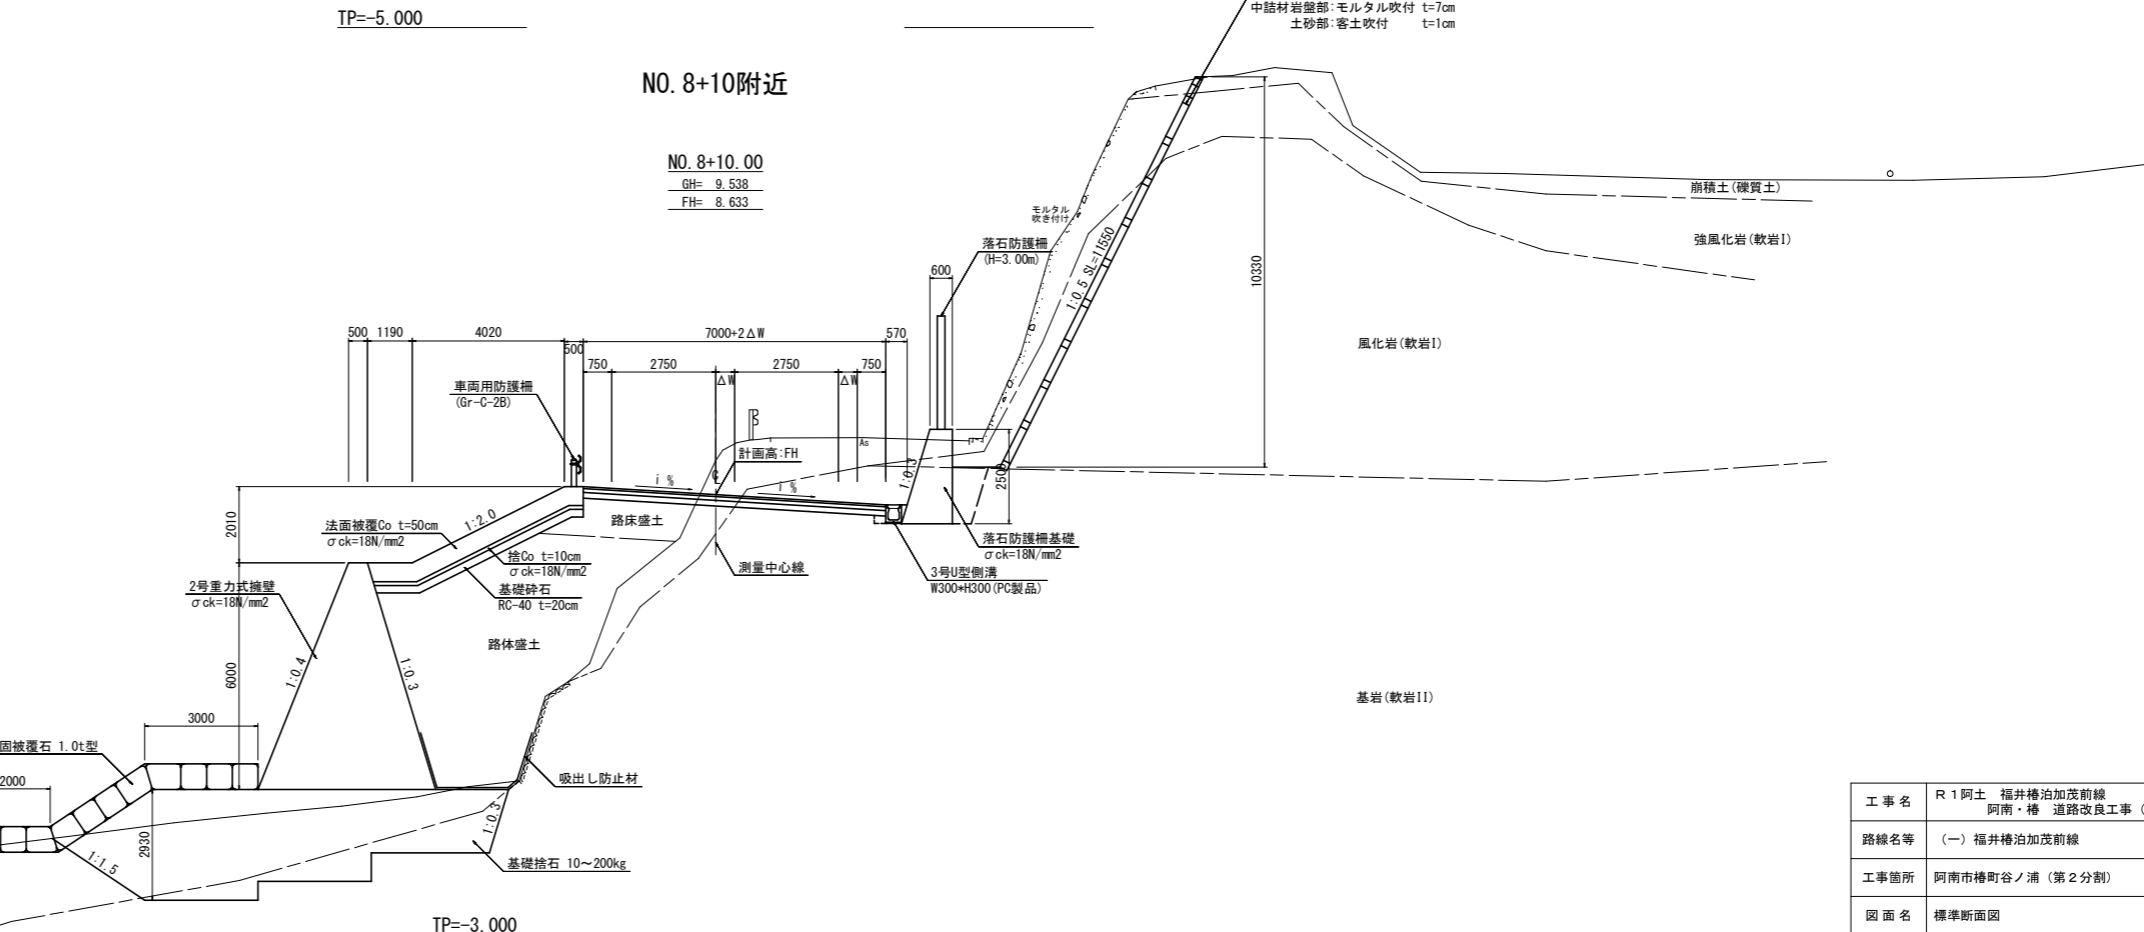 TP=-5.000
中詰材岩盤部:モルタル吹付 t=7cm
土砂部:客土吹付 t=1cm
NO.8+10附近
NO.8+10.00
GH= 9.538
FH= 8.633
崩積土(礫質土)
強風化岩(軟岩I)
風化岩(軟岩I)
基岩(軟岩II)
モルタル
吹き付け
落石防護柵
(H=3.00m)
600
1:0.5 SL=11550
10330
500
1190
4020
500
7000+2ΔW
570
750
2750
ΔW
2750
ΔW
750
車両用防護柵
(Gr-C-2B)
As
計画高:FH
i %
i %
1:0.3
2500
2010
法面被覆Co t=50cm
σck=18N/mm2
1:2.0
路床盛土
捨Co t=10cm
σck=18N/mm2
測量中心線
落石防護柵基礎
σck=18N/mm2
3号U型側溝
W300*H300(PC製品)
2号重力式擁壁
σck=18N/mm2
基礎砕石
RC-40 t=20cm
路体盛土
6000
1:0.4
1:0.3
3000
固被覆石 1.0t型
2000
吸出し防止材
2930
1:1.5
1:0.3
基礎捨石 10~200kg
TP=-3.000
工事名 R1阿土 福井椿泊加茂前線
阿南・椿 道路改良工事(
路線名等 (一)福井椿泊加茂前線
工事箇所 阿南市椿町谷ノ浦(第2分割)
図面名 標準断面図